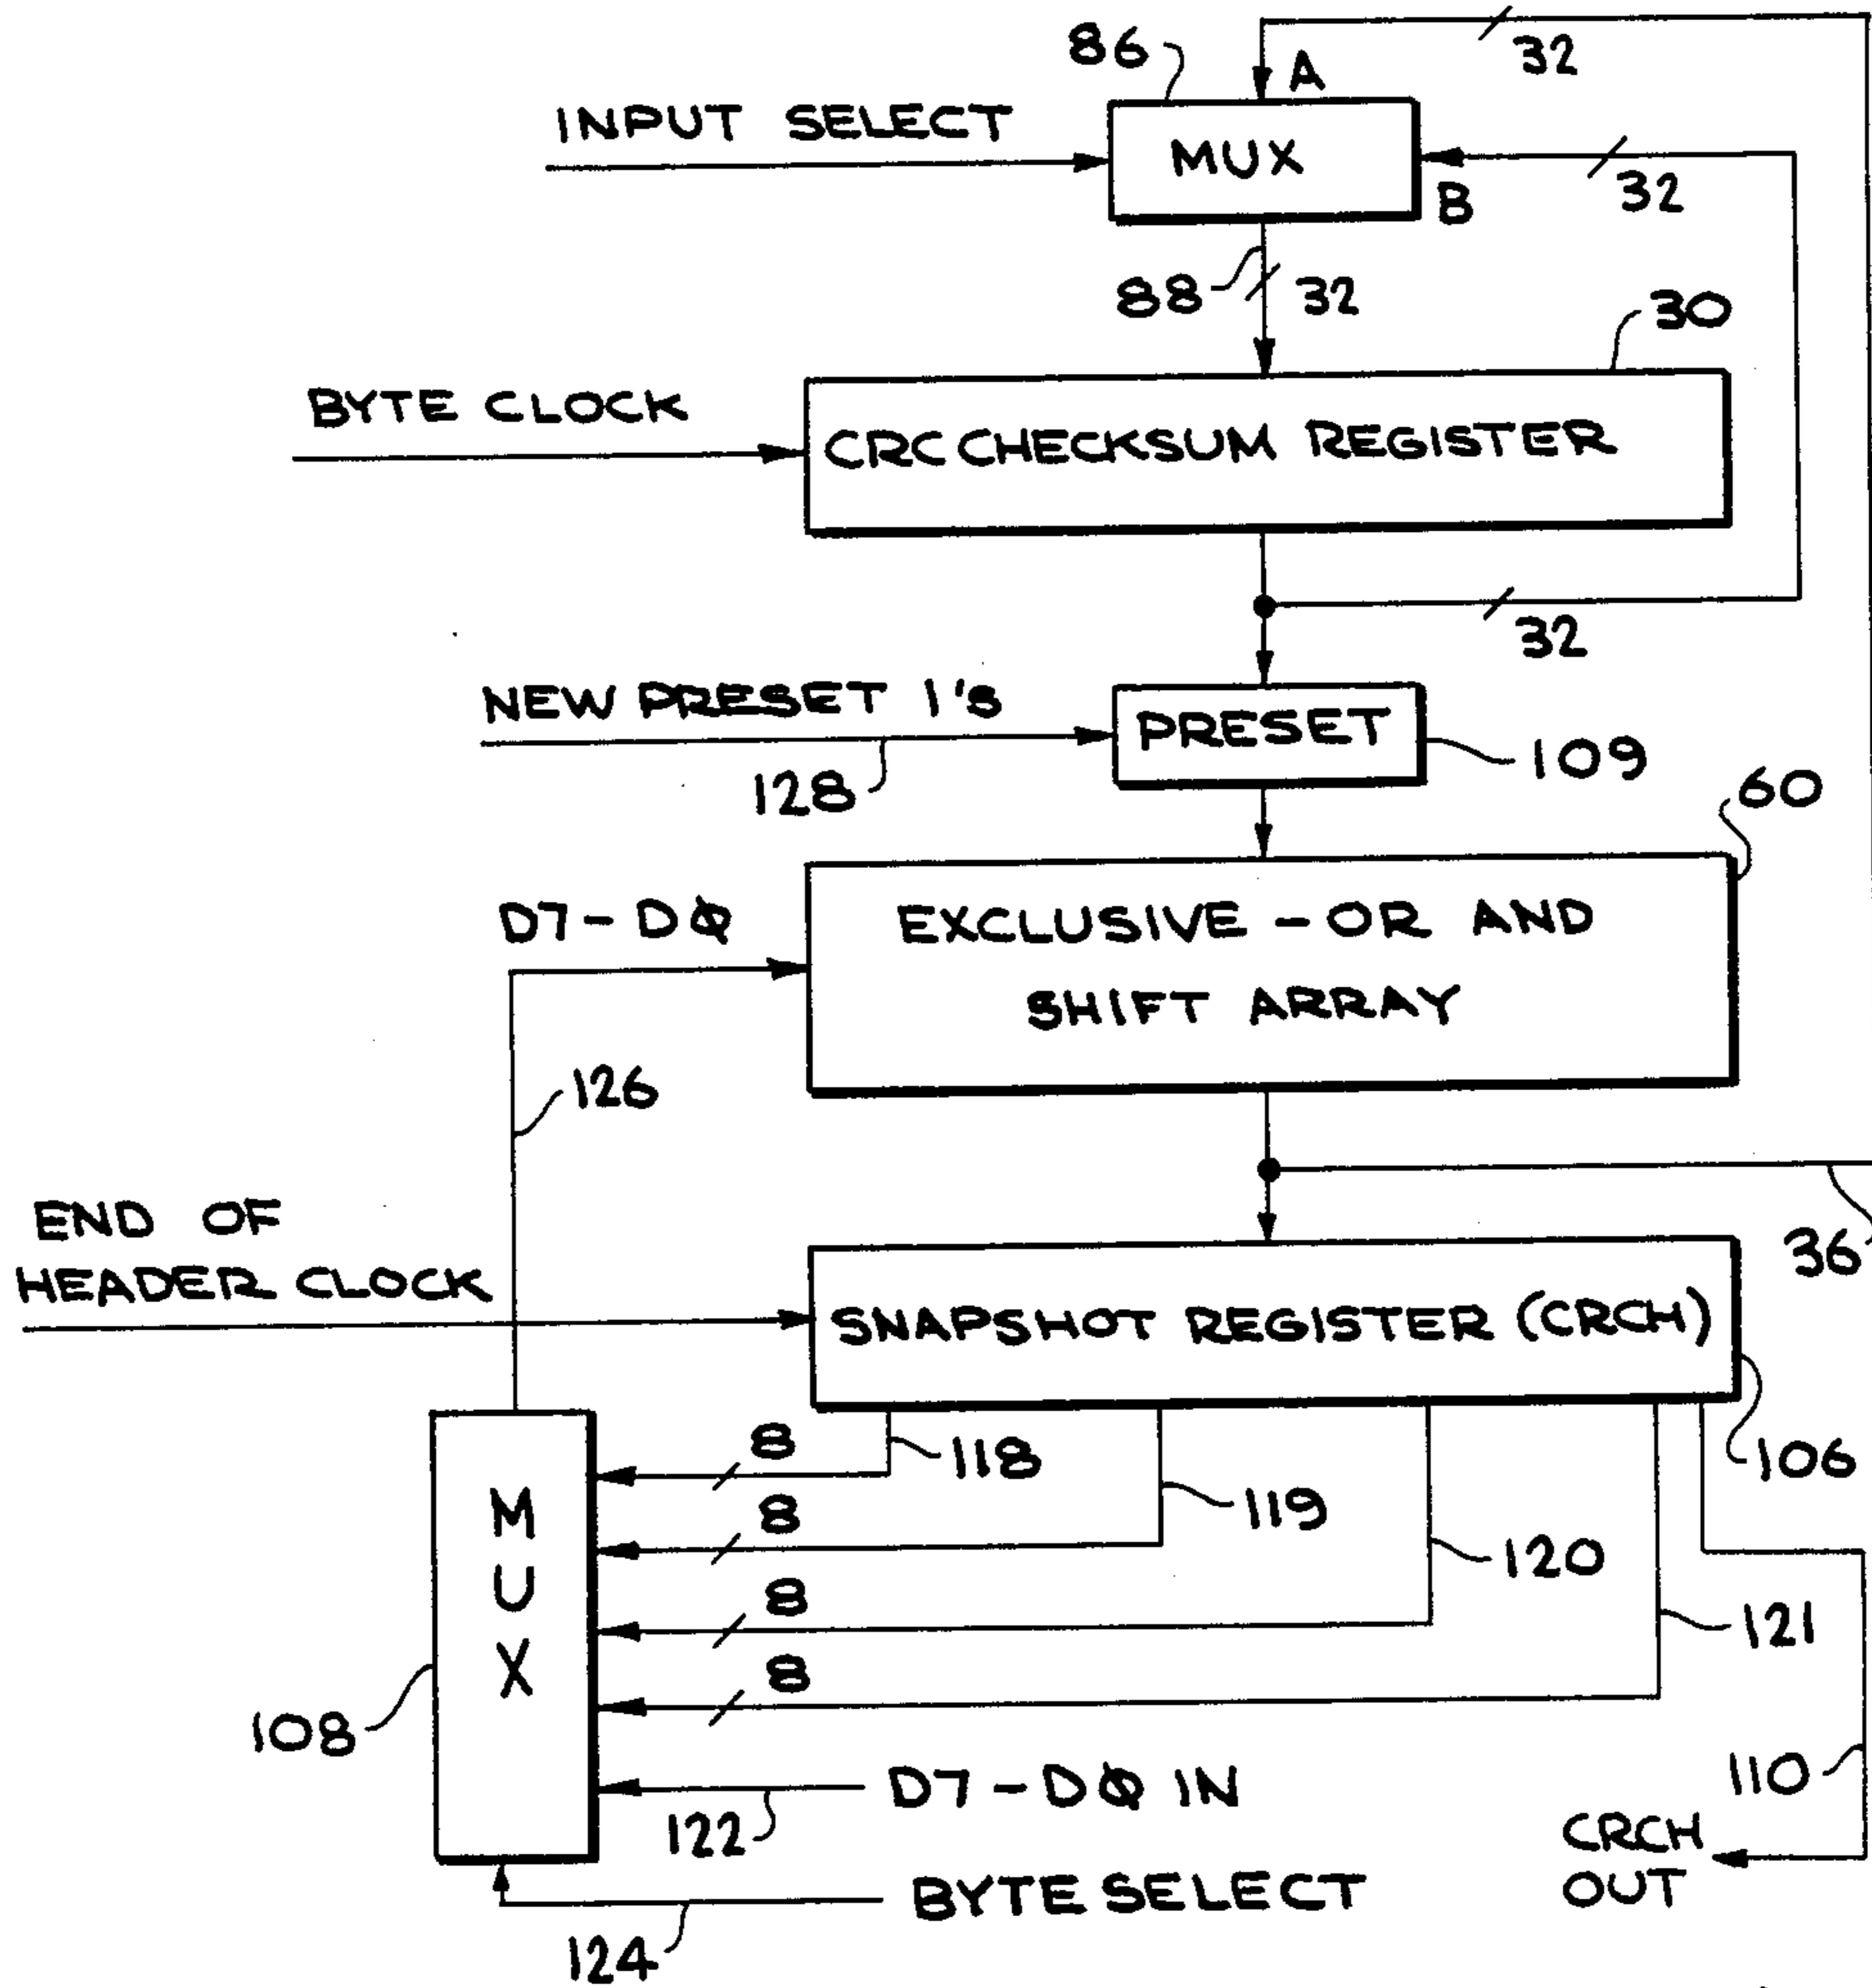 86
A
32
INPUT SELECT
MUX
32
B
88
32
30
BYTE CLOCK
CRC CHECKSUM REGISTER
32
NEW PRESET 1'S
PRESET
109
128
60
D7-DØ
EXCLUSIVE-OR AND
SHIFT ARRAY
126
END OF
HEADER CLOCK
36
SNAPSHOT REGISTER (CRCH)
8
118
106
8
119
MUX
8
120
8
121
108
D7-DØ IN
110
122
CRCH
OUT
BYTE SELECT
124